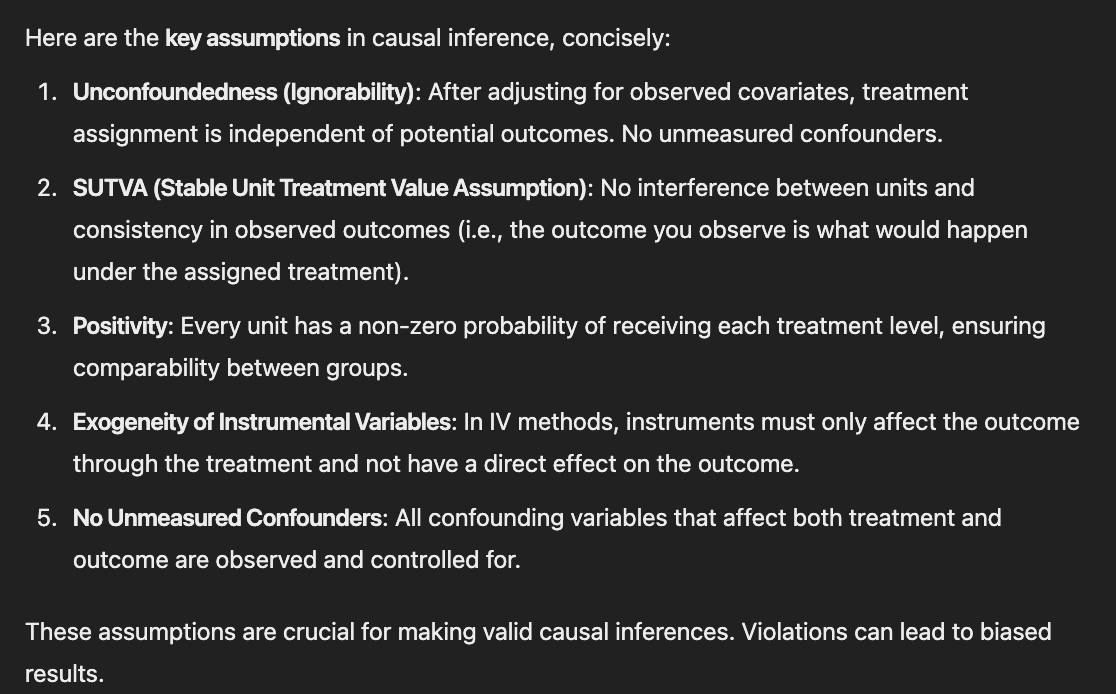 Here are the key assumptions in causal inference, concisely:
1. Unconfoundedness (Ignorability): After adjusting for observed covariates, treatment
assignment is independent of potential outcomes. No unmeasured confounders.
2. SUTVA (Stable Unit Treatment Value Assumption): No interference between units and
consistency in observed outcomes (i.e., the outcome you observe is what would happen
under the assigned treatment).
3. Positivity: Every unit has a non-zero probability of receiving each treatment level, ensuring
comparability between groups.
4. Exogeneity of Instrumental Variables: In IV methods, instruments must only affect the outcome
through the treatment and not have a direct effect on the outcome.
5. No Unmeasured Confounders: All confounding variables that affect both treatment and
outcome are observed and controlled for.
These assumptions are crucial for making valid causal inferences. Violations can lead to biased
results.